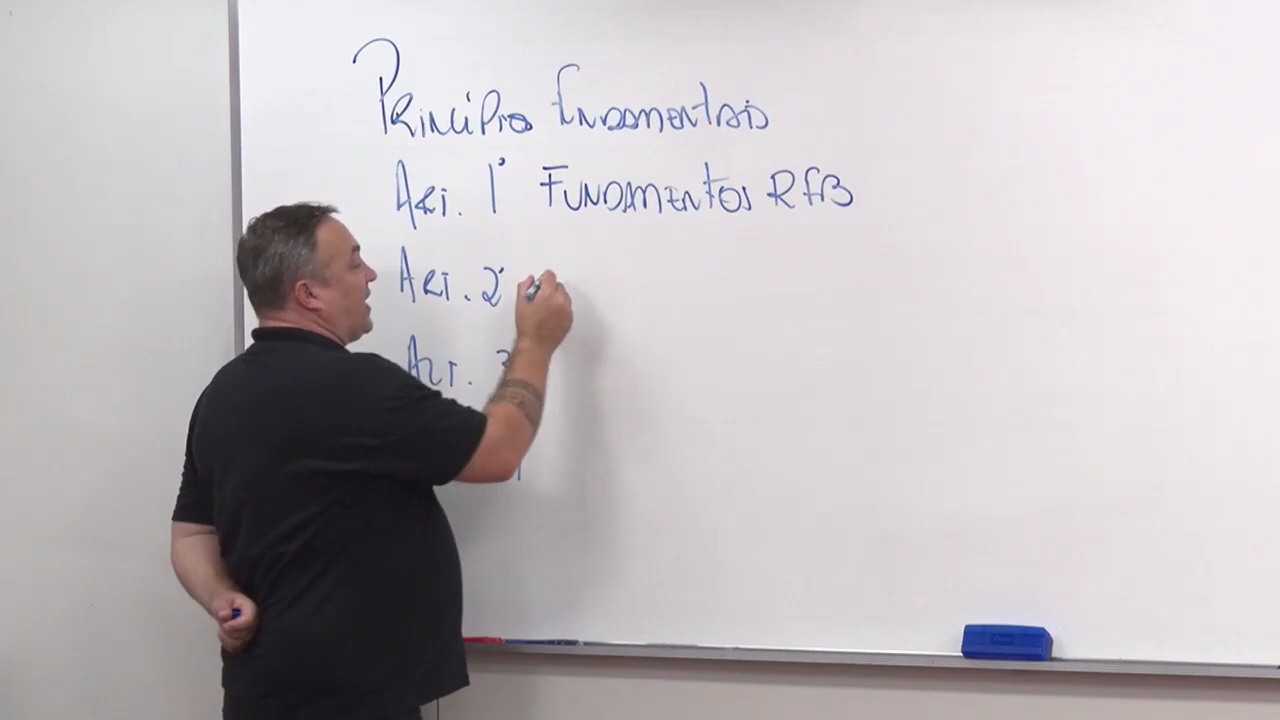 PRINCÍPIOS FUNDAMENTAIS
ART. 1º FUNDAMENTOS RFB
ART. 2º
ART. 3